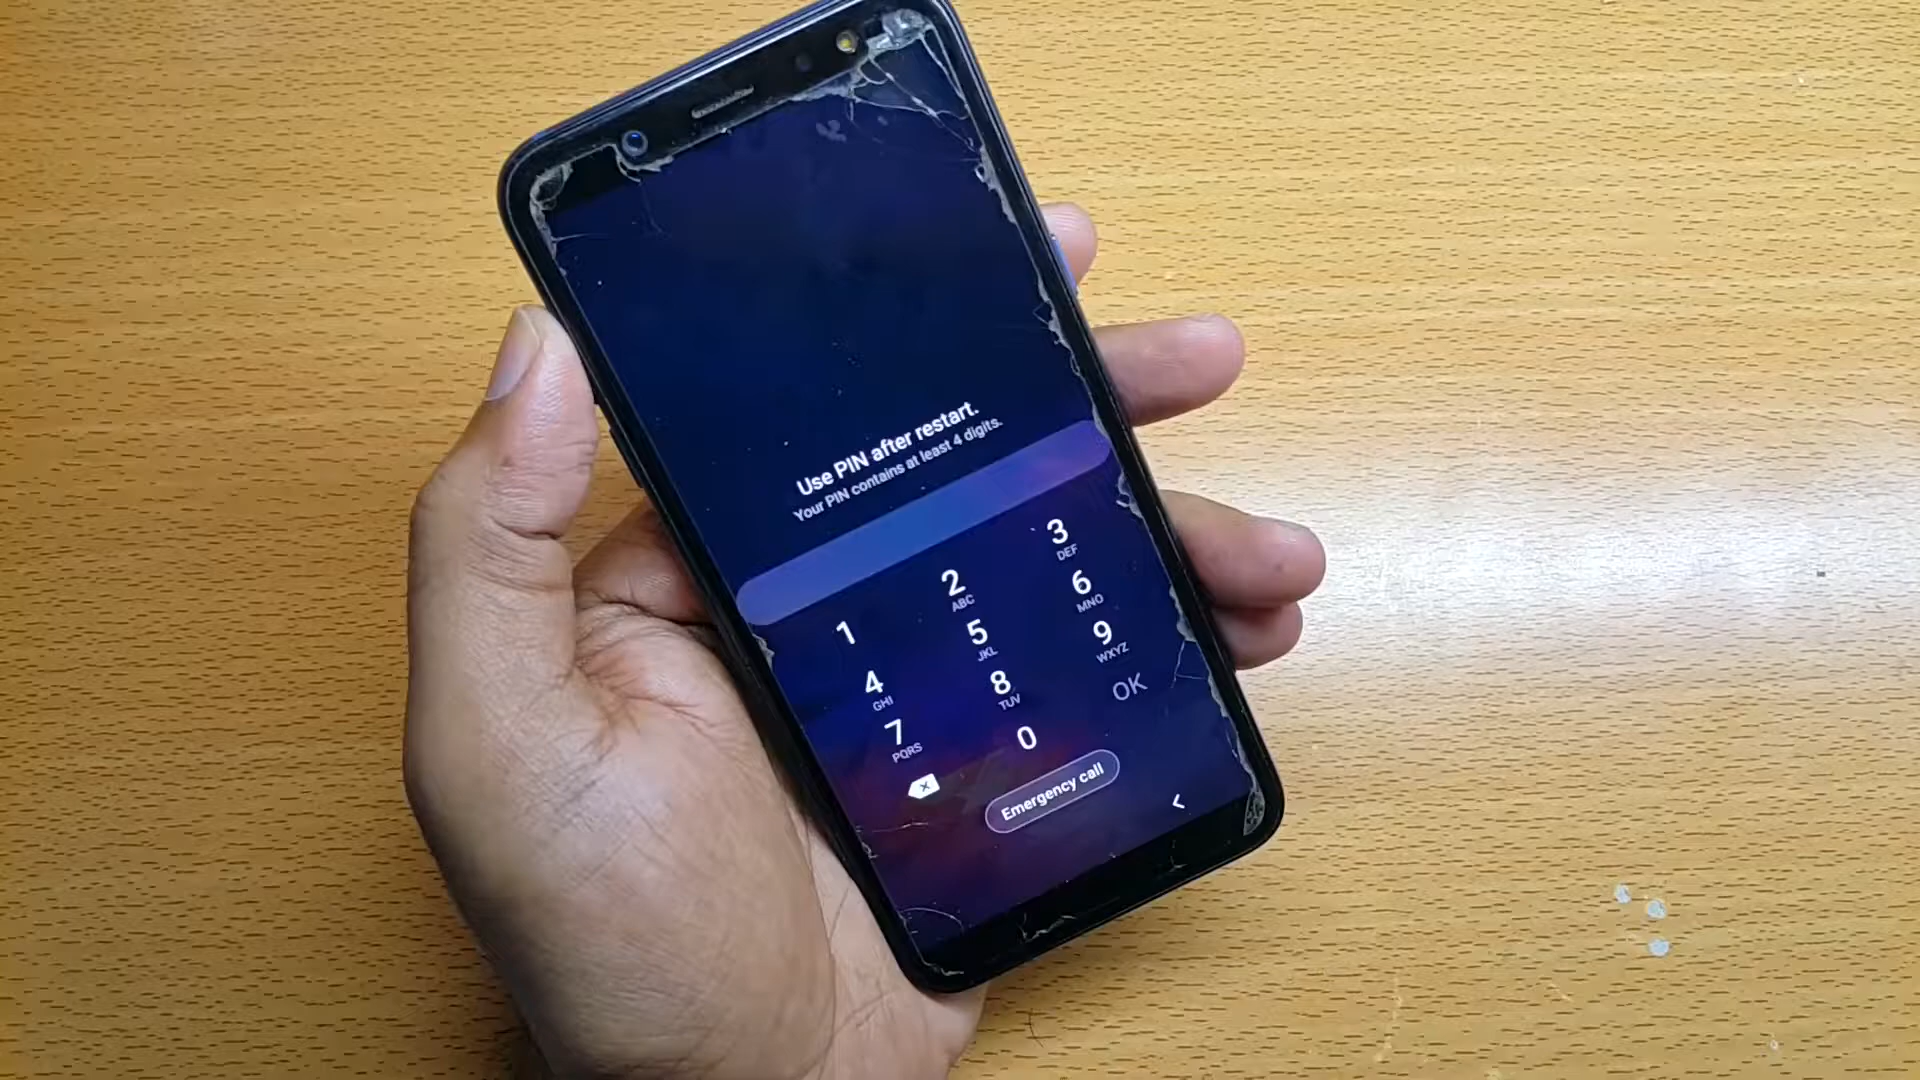 Use PIN after restart.
Your PIN contains at least 4 digits.
1
2
ABC
3
DEF
4
GHI
5
JKL
6
MNO
7
PQRS
8
TUV
9
WXYZ
0
OK
Emergency call